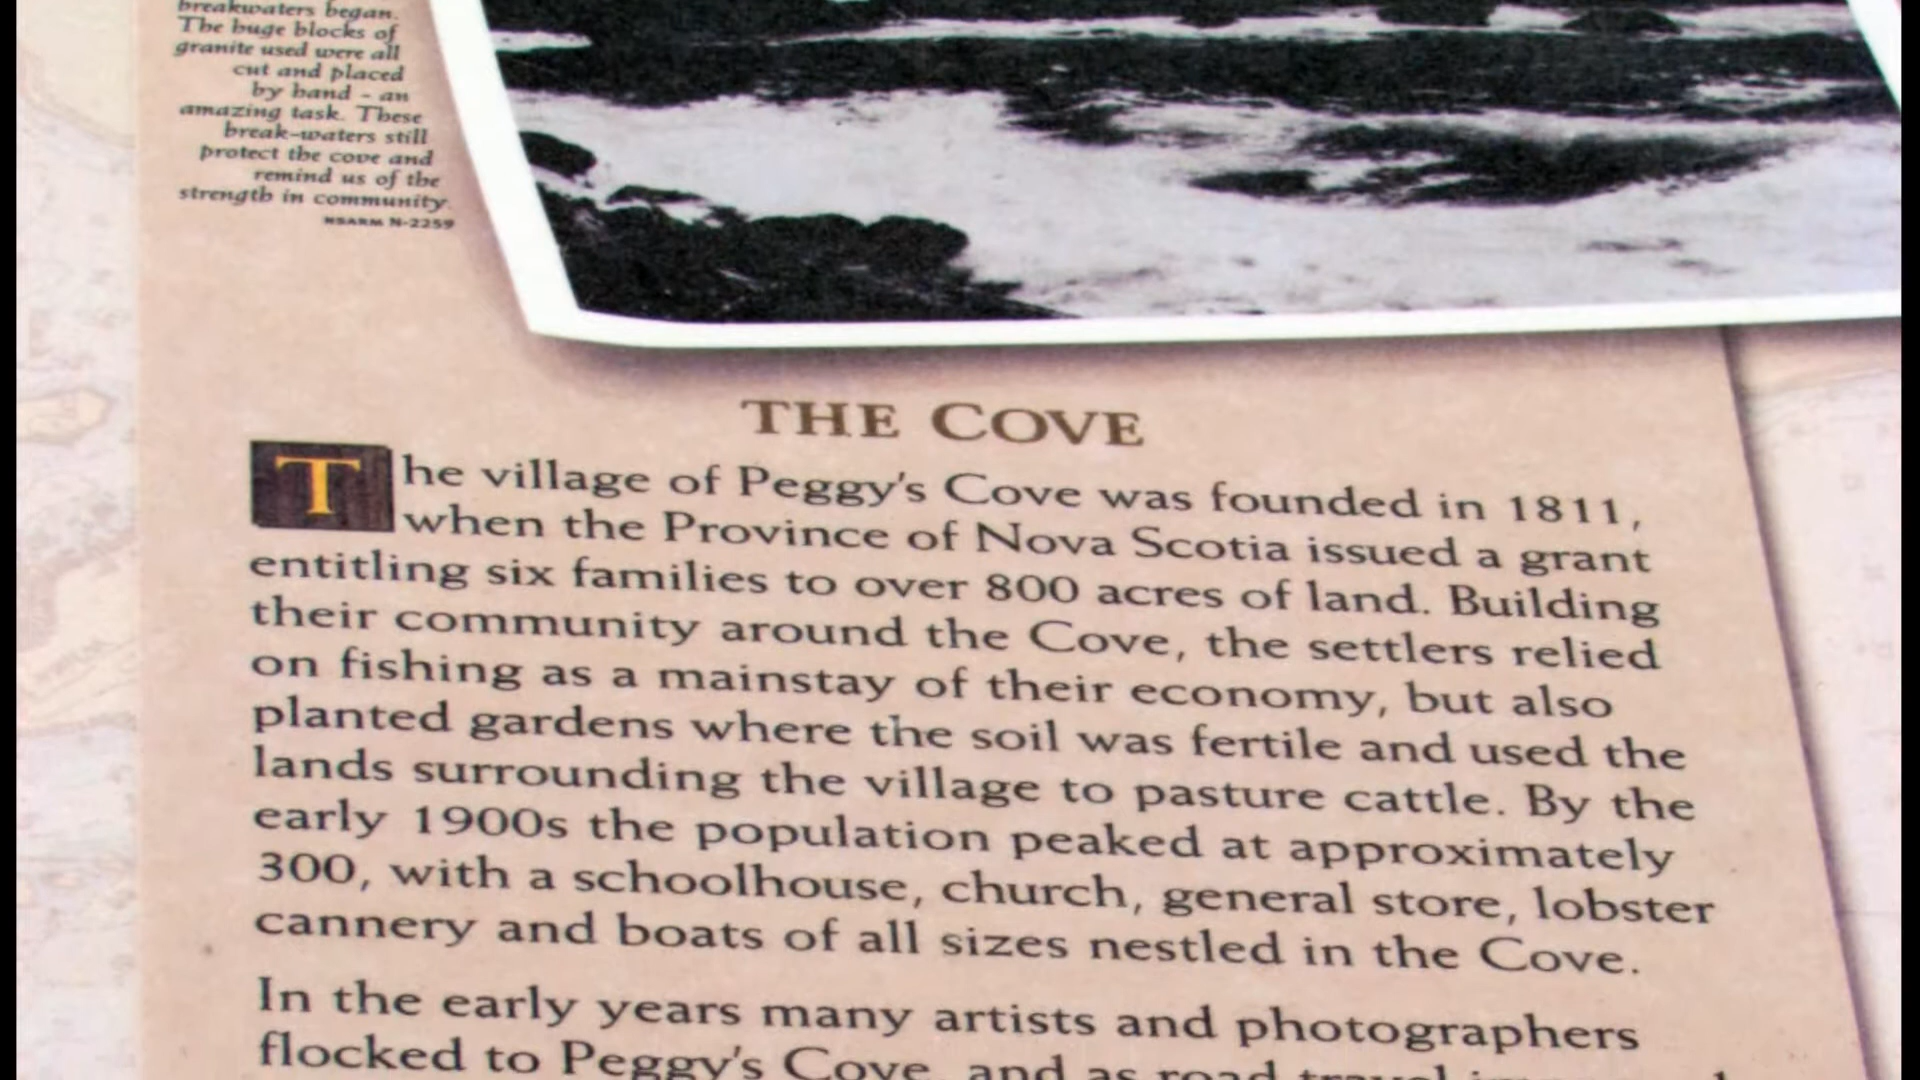 breakwaters began.
The huge blocks of
granite used were all
cut and placed
by hand - an
amazing task. These
break-waters still
protect the cove and
remind us of the
strength in community.
NSARM N-2259
THE COVE
The village of Peggy's Cove was founded in 1811,
when the Province of Nova Scotia issued a grant
entitling six families to over 800 acres of land. Building
their community around the Cove, the settlers relied
on fishing as a mainstay of their economy, but also
planted gardens where the soil was fertile and used the
lands surrounding the village to pasture cattle. By the
early 1900s the population peaked at approximately
300, with a schoolhouse, church, general store, lobster
cannery and boats of all sizes nestled in the Cove.
In the early years many artists and photographers
flocked to Peggy's Cove, and as road travel